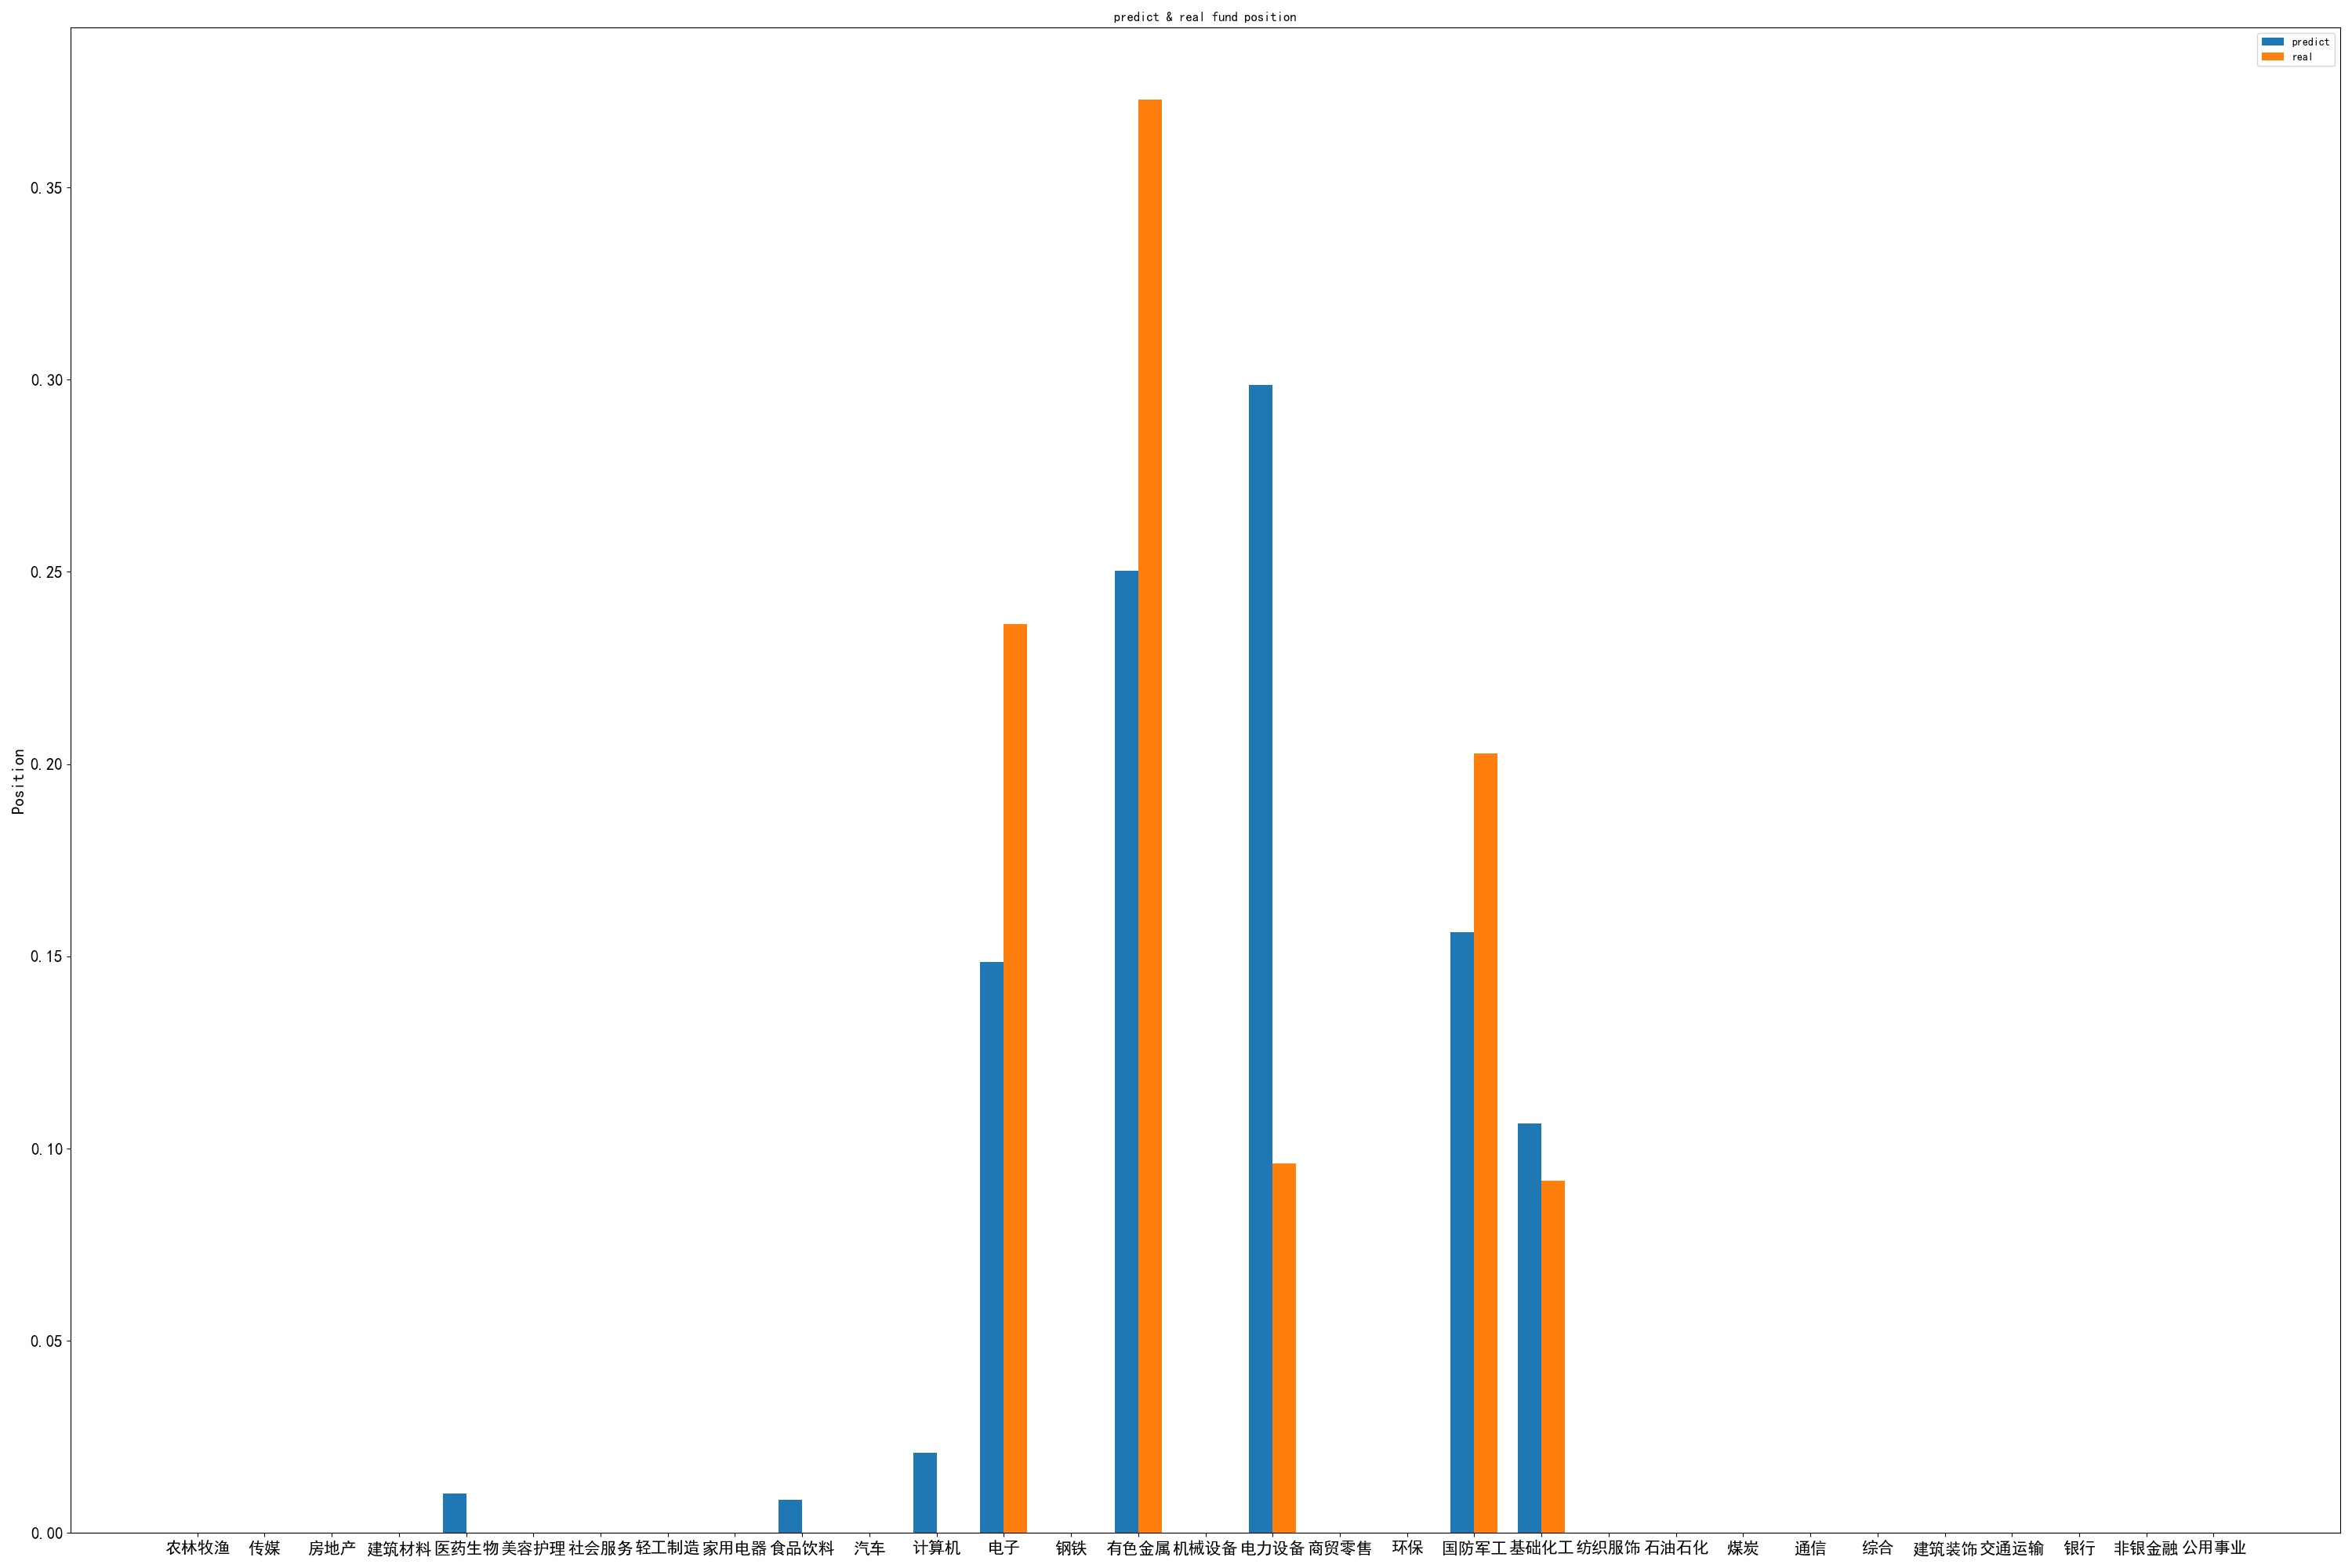 predict & real fund position
predict
real
0.35
0.30
0.25
0.20
0.15
0.10
0.05
0.00
Position
农林牧渔 传媒 房地产 建筑材料 医药生物 美容护理 社会服务 轻工制造 家用电器 食品饮料 汽车 计算机 电子 钢铁 有色金属 机械设备 电力设备 商贸零售 环保 国防军工 基础化工 纺织服饰 石油石化 煤炭 通信 综合 建筑装饰 交通运输 银行 非银金融 公用事业